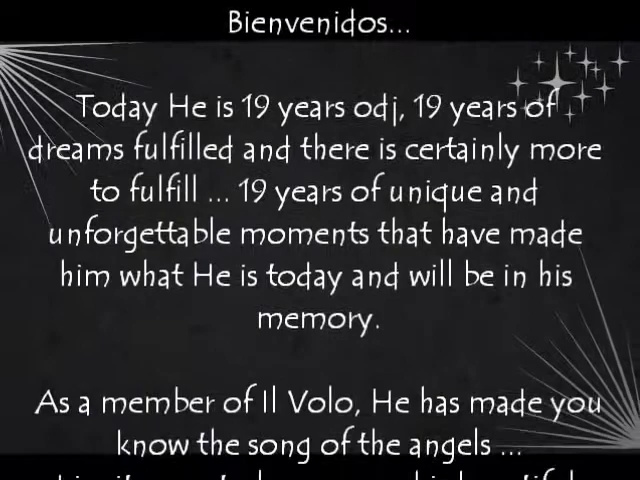 Bienvenidos...
Today He is 19 years odj, 19 years of
dreams fulfilled and there is certainly more
to fulfill ... 19 years of unique and
unforgettable moments that have made
him what He is today and will be in his
memory.
As a member of Il Volo, He has made you
know the song of the angels ...